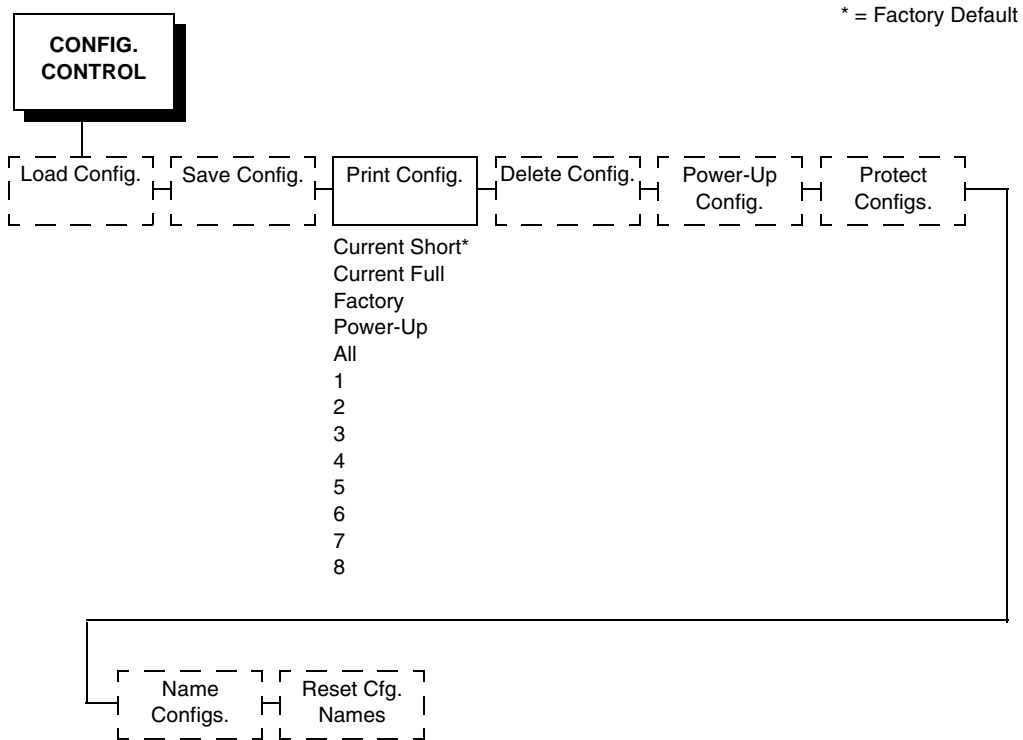 * = Factory Default
CONFIG.
CONTROL
Load Config.
Save Config.
Print Config.
Delete Config.
Power-Up
Config.
Protect
Configs.
Current Short*
Current Full
Factory
Power-Up
All
1
2
3
4
5
6
7
8
Name
Configs.
Reset Cfg.
Names